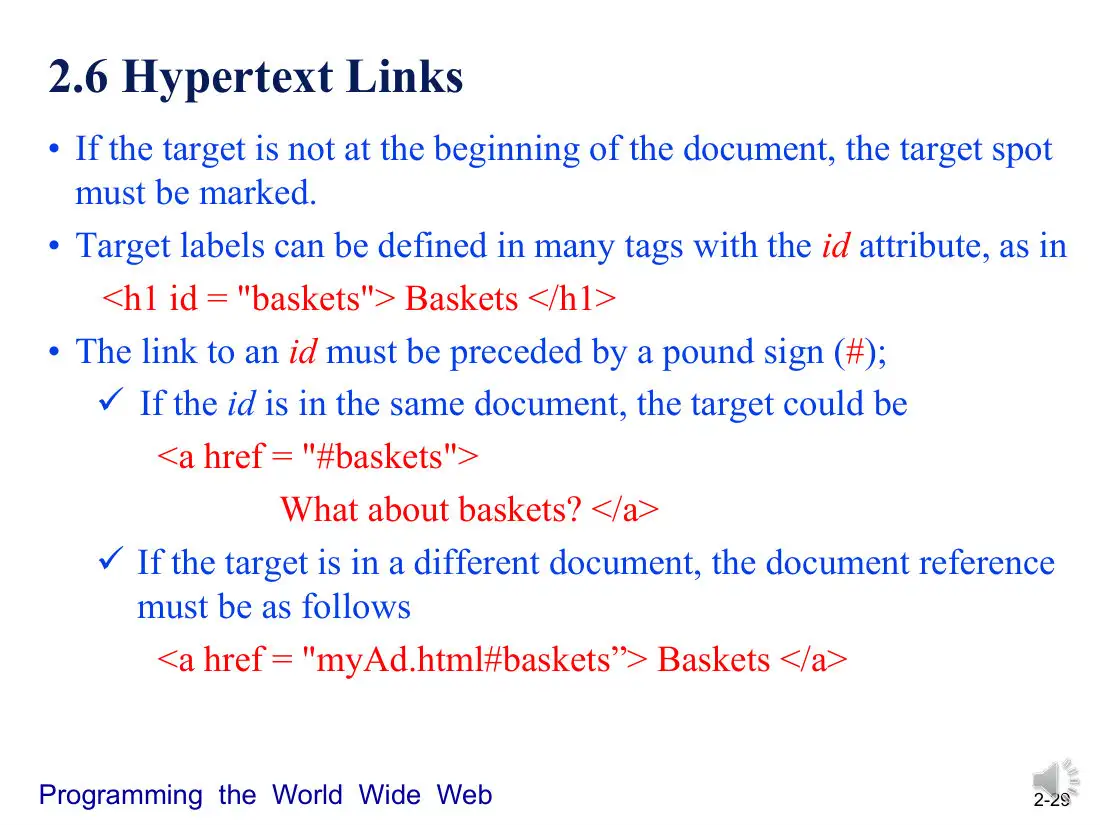 2.6 Hypertext Links
• If the target is not at the beginning of the document, the target spot
must be marked.
• Target labels can be defined in many tags with the id attribute, as in
<h1 id = "baskets"> Baskets </h1>
• The link to an id must be preceded by a pound sign (#);
✓ If the id is in the same document, the target could be
<a href = "#baskets">
What about baskets? </a>
✓ If the target is in a different document, the document reference
must be as follows
<a href = "myAd.html#baskets”> Baskets </a>
Programming the World Wide Web
2-29